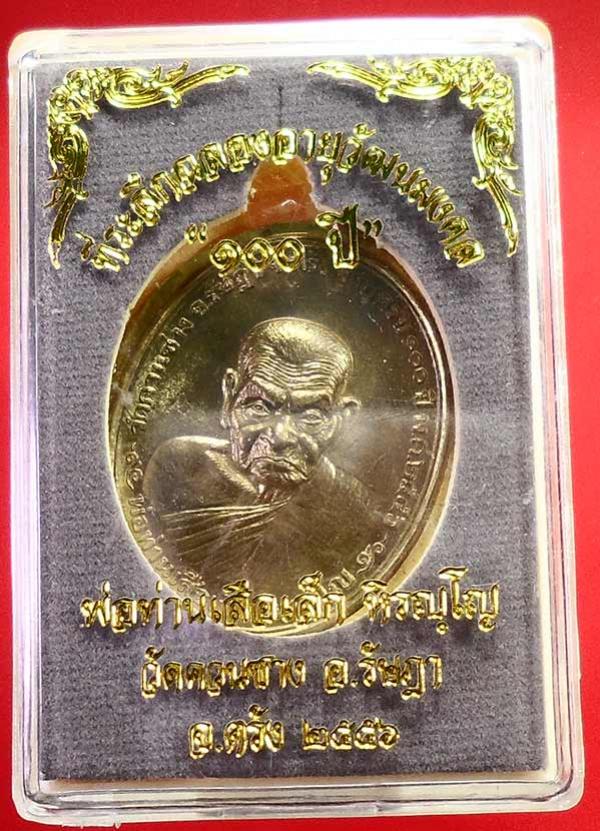 ที่ระลึกฉลองอายุวัฒนมงคล
"๑๐๐ ปี"
พ่อท่านเสือเล็ก หิรญฺโญ
วัดควนซาง อ.รัษฎา
จ.ตรัง ๒๕๕๖